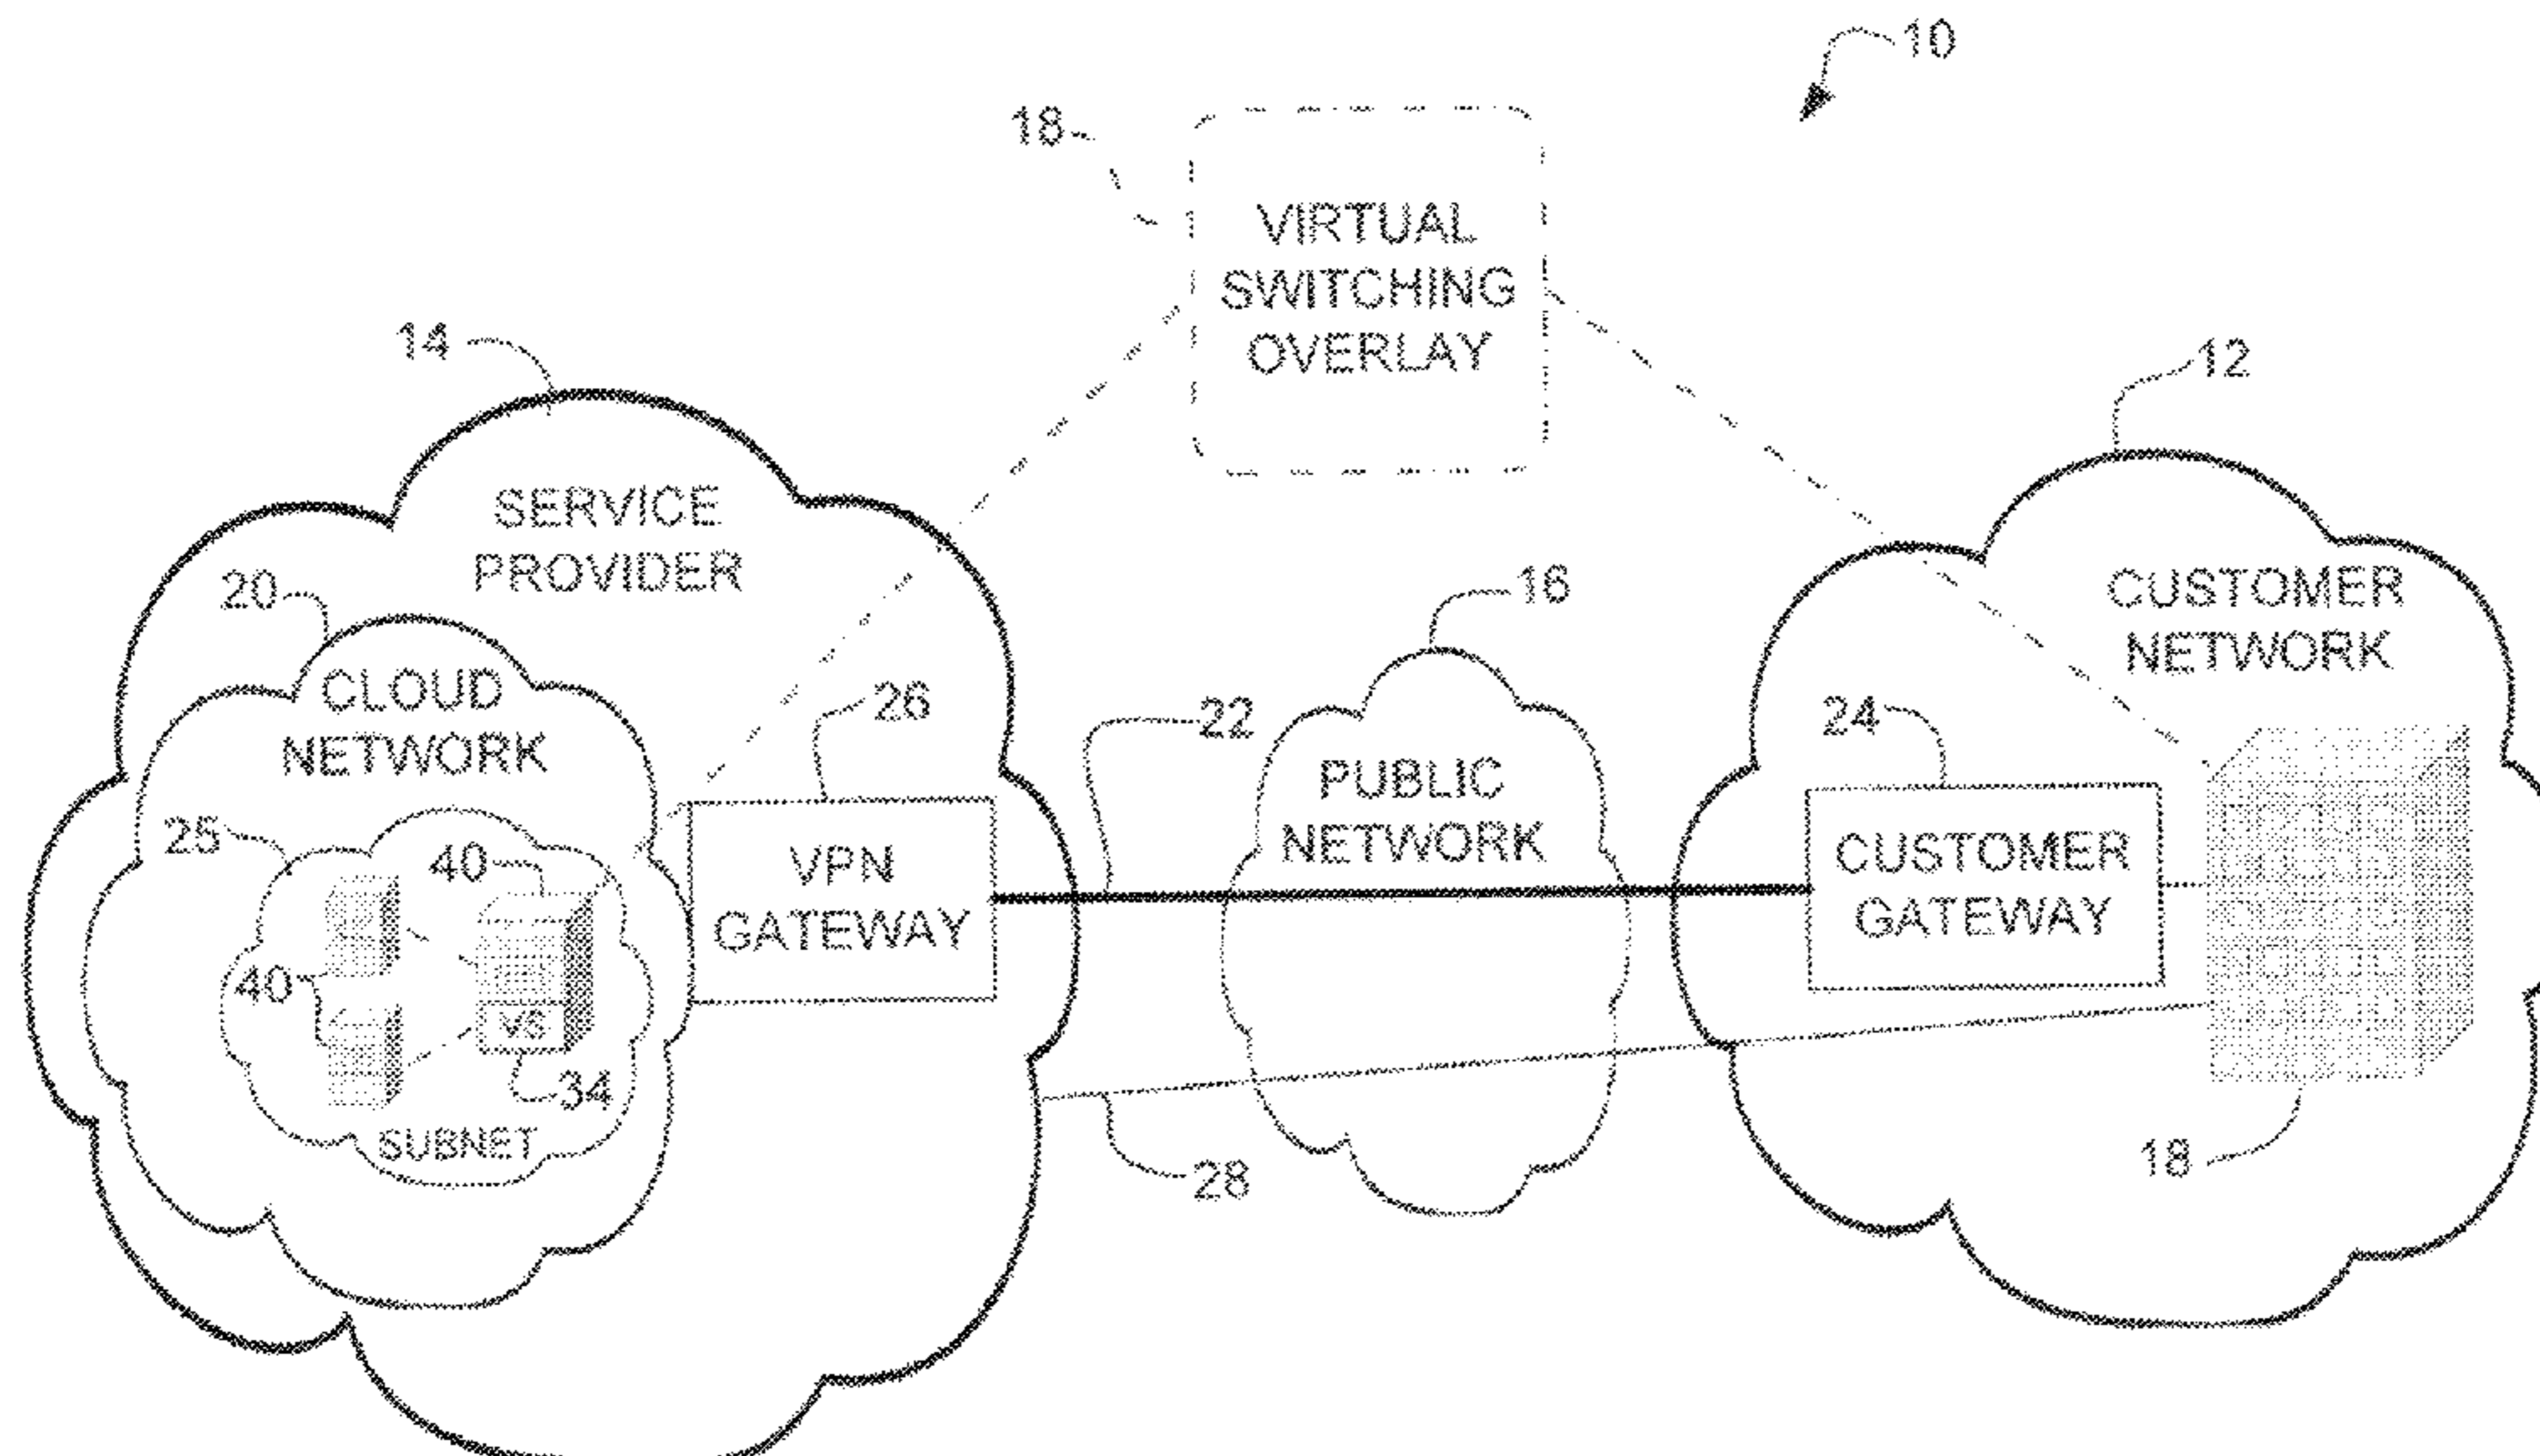 10
18
VIRTUAL
SWITCHING
OVERLAY
14
12
SERVICE
PROVIDER
16
CUSTOMER
NETWORK
20
CLOUD
NETWORK
26
22
24
PUBLIC
NETWORK
25
40
VPN
GATEWAY
CUSTOMER
GATEWAY
40
VS
34
SUBNET
28
18